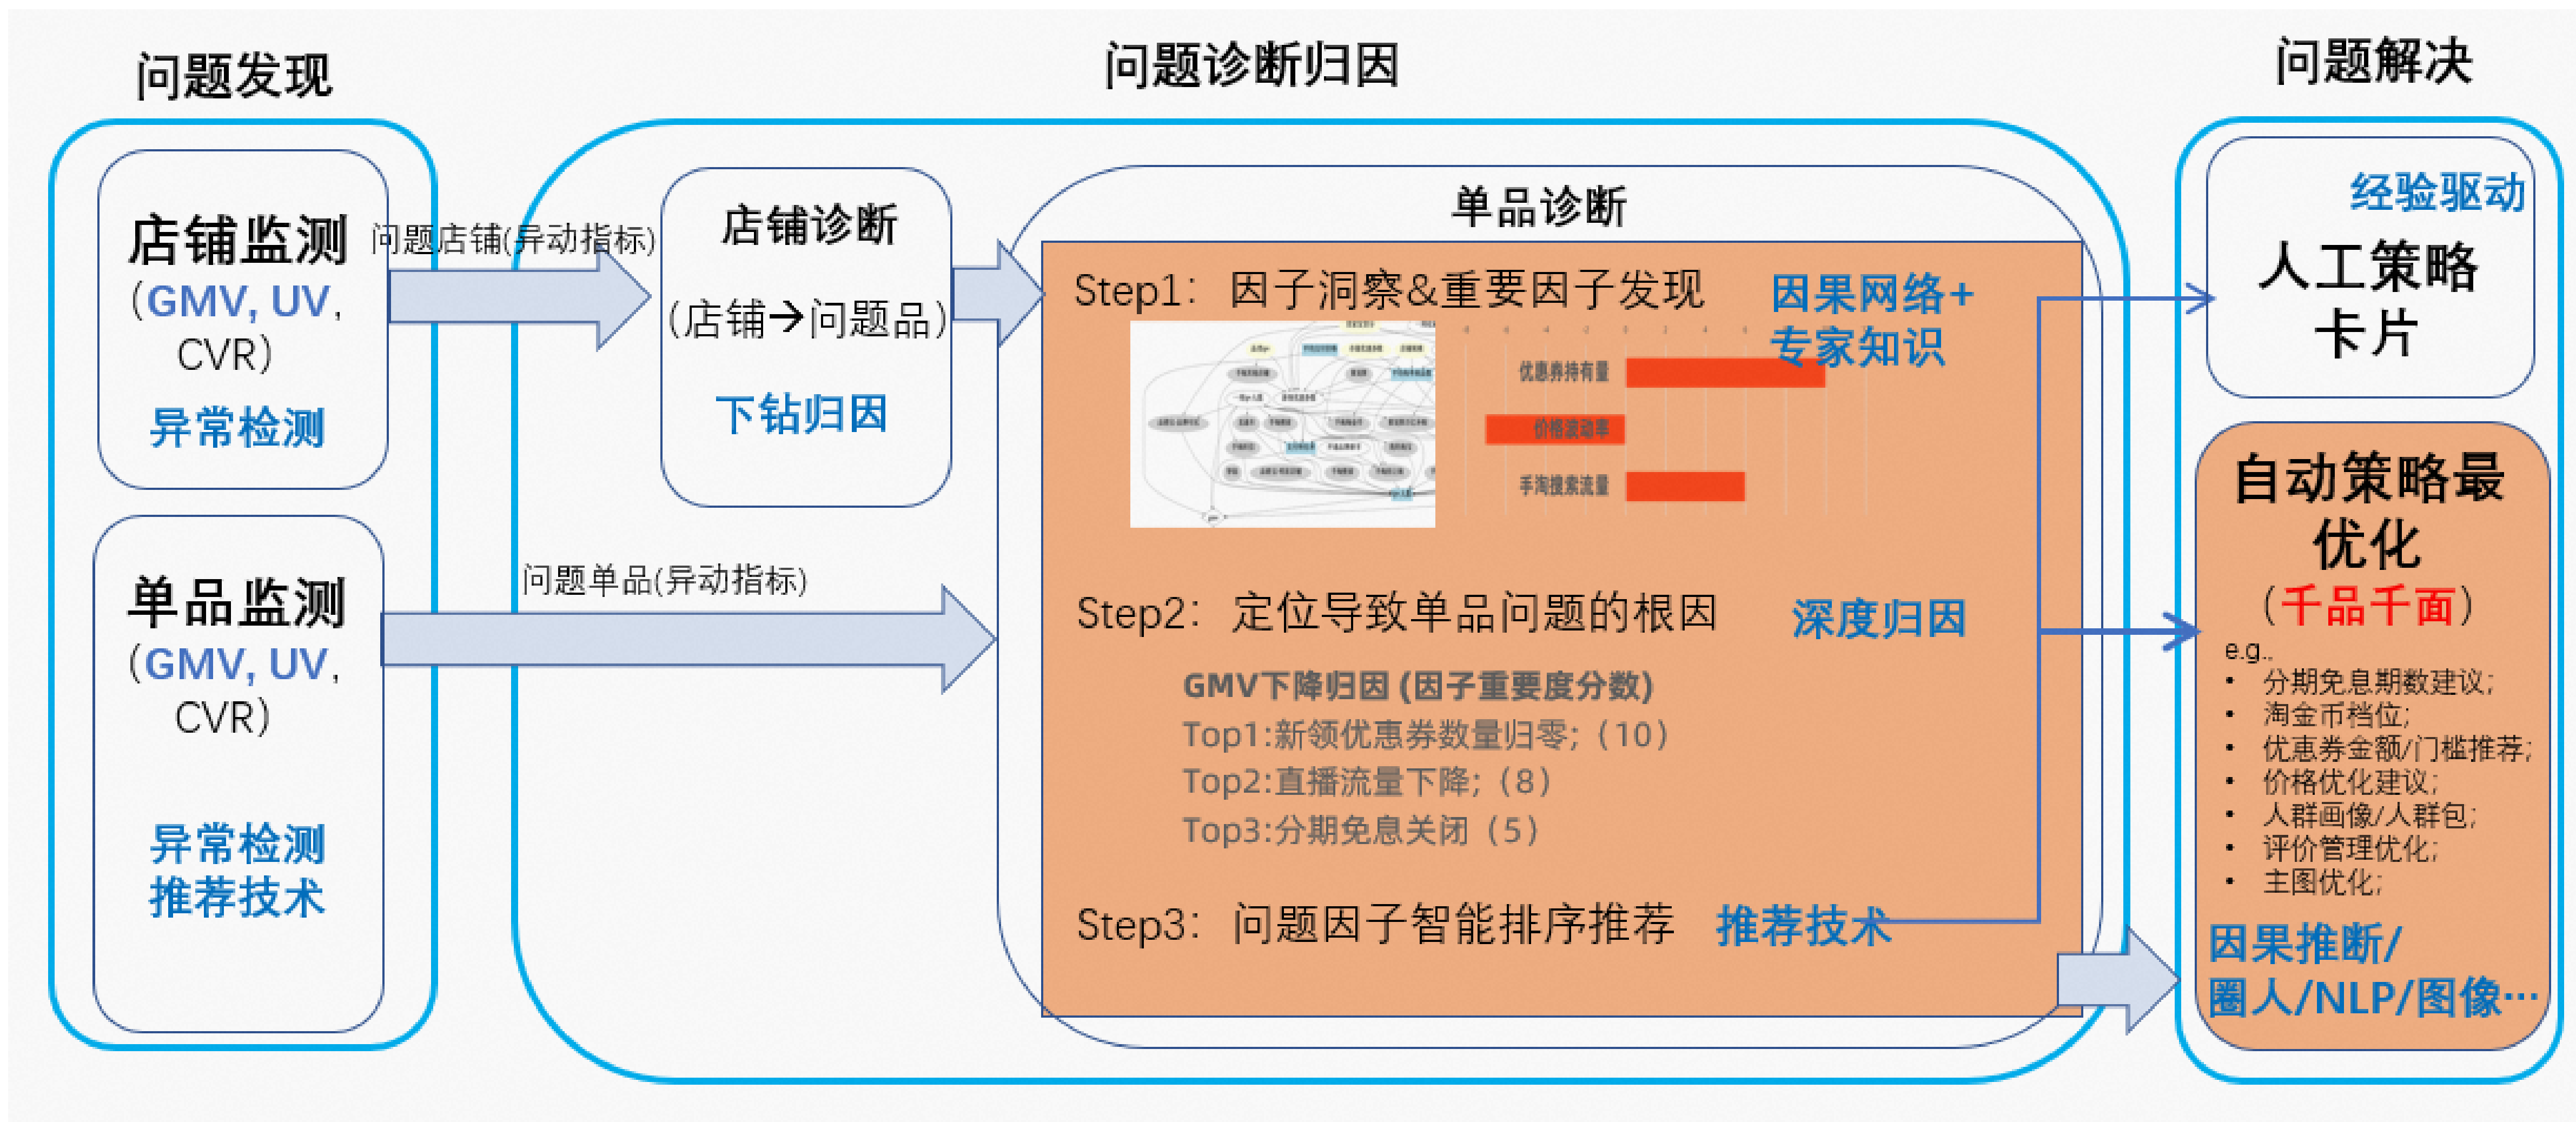 问题发现
店铺监测
(GMV, UV,
CVR)
异常检测
单品监测
(GMV, UV,
CVR)
异常检测
推荐技术
问题店铺(异动指标)
问题单品(异动指标)
问题诊断归因
店铺诊断
(店铺→问题品)
下钻归因
单品诊断
Step1: 因子洞察&重要因子发现
因果网络+
专家知识
优惠券持有量
价格波动率
手淘搜索流量
Step2: 定位导致单品问题的根因
深度归因
GMV下降归因 (因子重要度分数)
Top1:新领优惠券数量归零;（10）
Top2:直播流量下降;（8）
Top3:分期免息关闭（5）
Step3: 问题因子智能排序推荐
推荐技术
问题解决
经验驱动
人工策略
卡片
自动策略最
优化
(千品千面)
e.g.,
• 分期免息期数建议;
• 淘金币档位;
• 优惠券金额/门槛推荐;
• 价格优化建议;
• 人群画像/人群包;
• 评价管理优化;
• 主图优化;
因果推断/
圈人/NLP/图像…